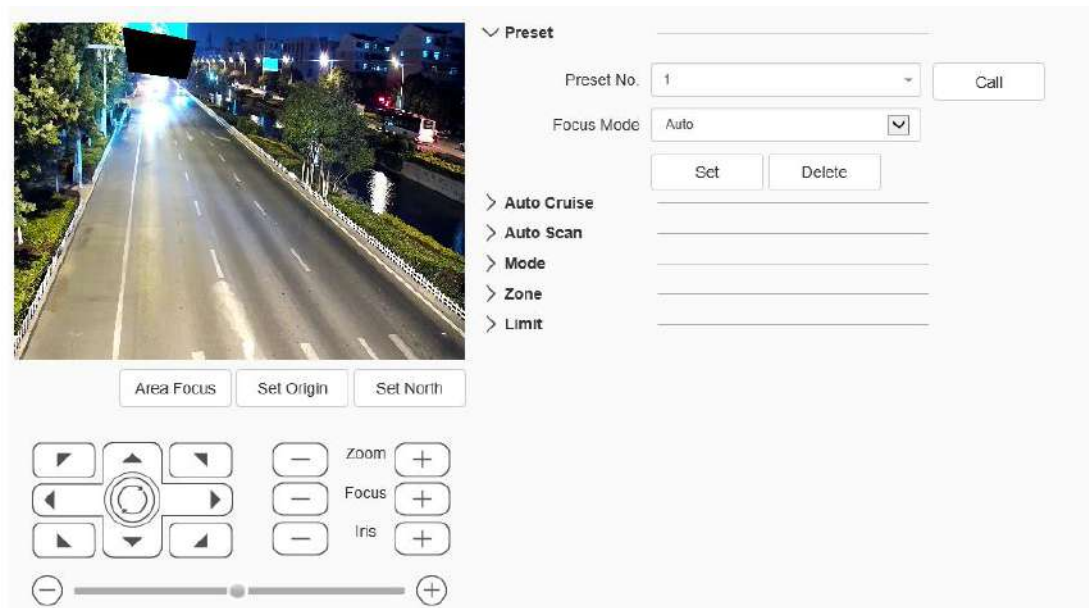 Preset
Preset No. 1 Call
Focus Mode Auto
Set Delete
Auto Cruise
Auto Scan
Mode
Zone
Limit
Area Focus Set Origin Set North
Zoom
Focus
Iris